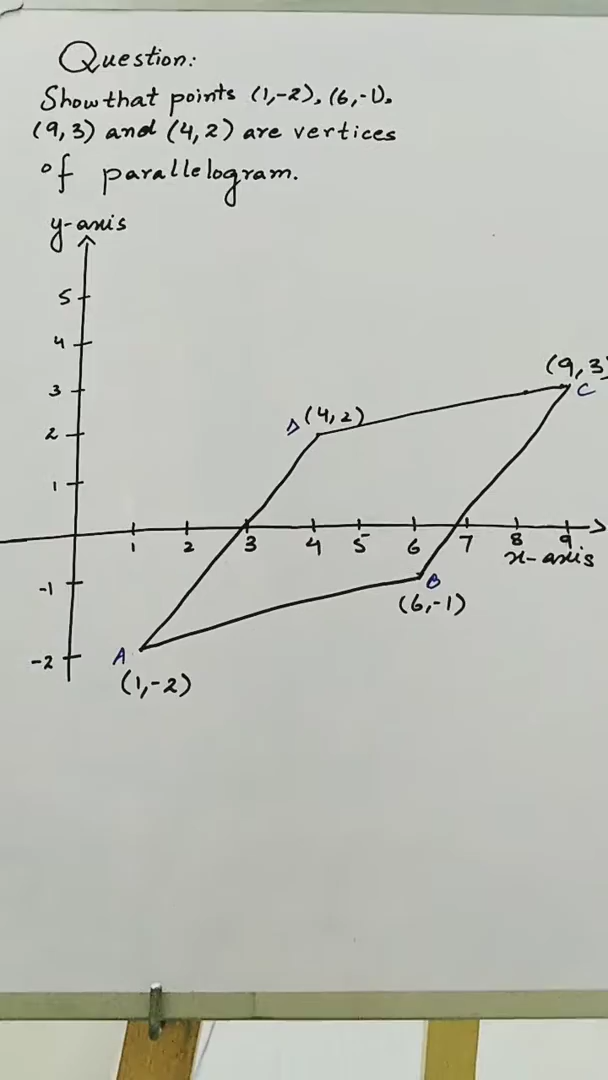 Question:
Show that points (1,-2), (6,-1),
(9,3) and (4,2) are vertices
of parallelogram.
y-axis
5
4
(9,3)
3
C
D (4,2)
2
1
1 2 3 4 5 6 7 8 9
x-axis
-1
B
(6,-1)
-2
A
(1,-2)